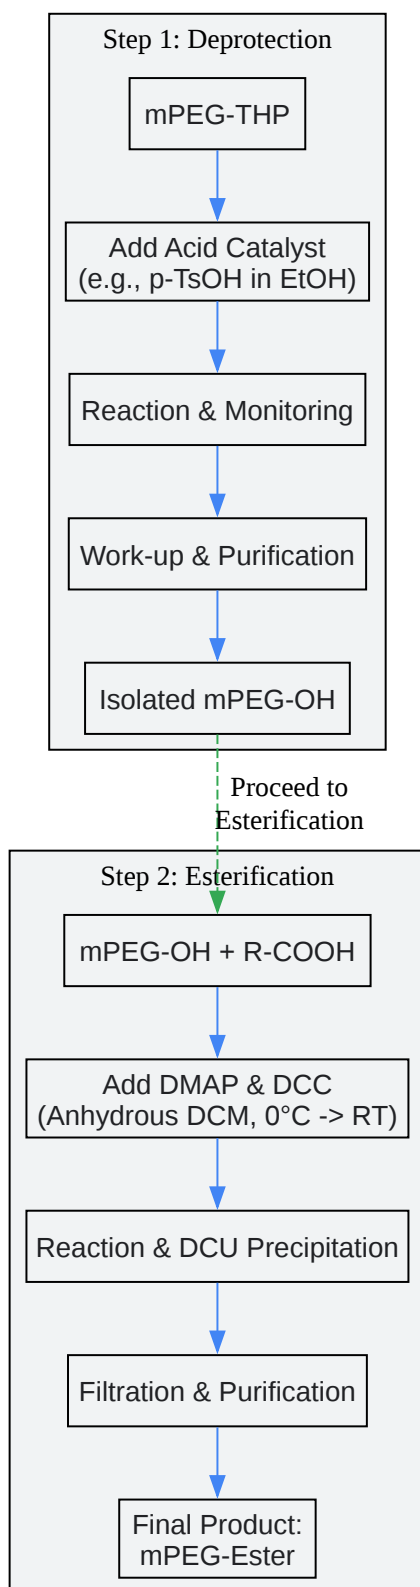 Step 1: Deprotection
mPEG-THP
Add Acid Catalyst
(e.g., p-TsOH in EtOH)
Reaction & Monitoring
Work-up & Purification
Isolated mPEG-OH
Proceed to
Esterification
Step 2: Esterification
mPEG-OH + R-COOH
Add DMAP & DCC
(Anhydrous DCM, 0°C -> RT)
Reaction & DCU Precipitation
Filtration & Purification
Final Product:
mPEG-Ester